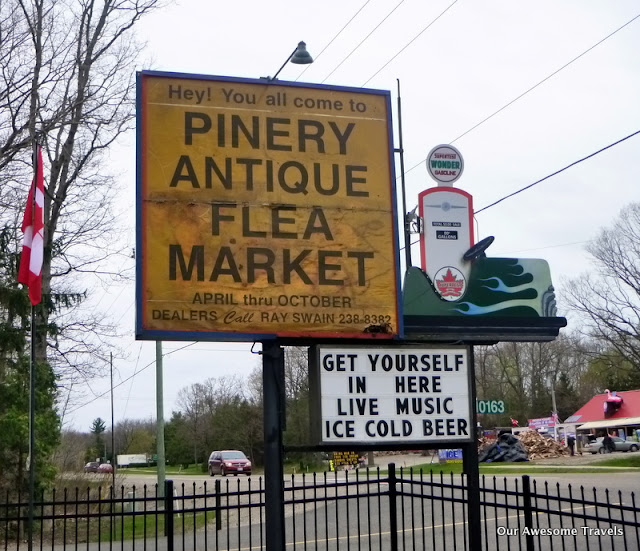 Hey! You all come to
PINERY
ANTIQUE
FLEA
MARKET
APRIL thru OCTOBER
DEALERS Call RAY SWAIN 238-8382
WONDER
GASOLINE
GET YOURSELF
IN HERE
LIVE MUSIC
ICE COLD BEER
10163
ICE
Our Awesome Travels